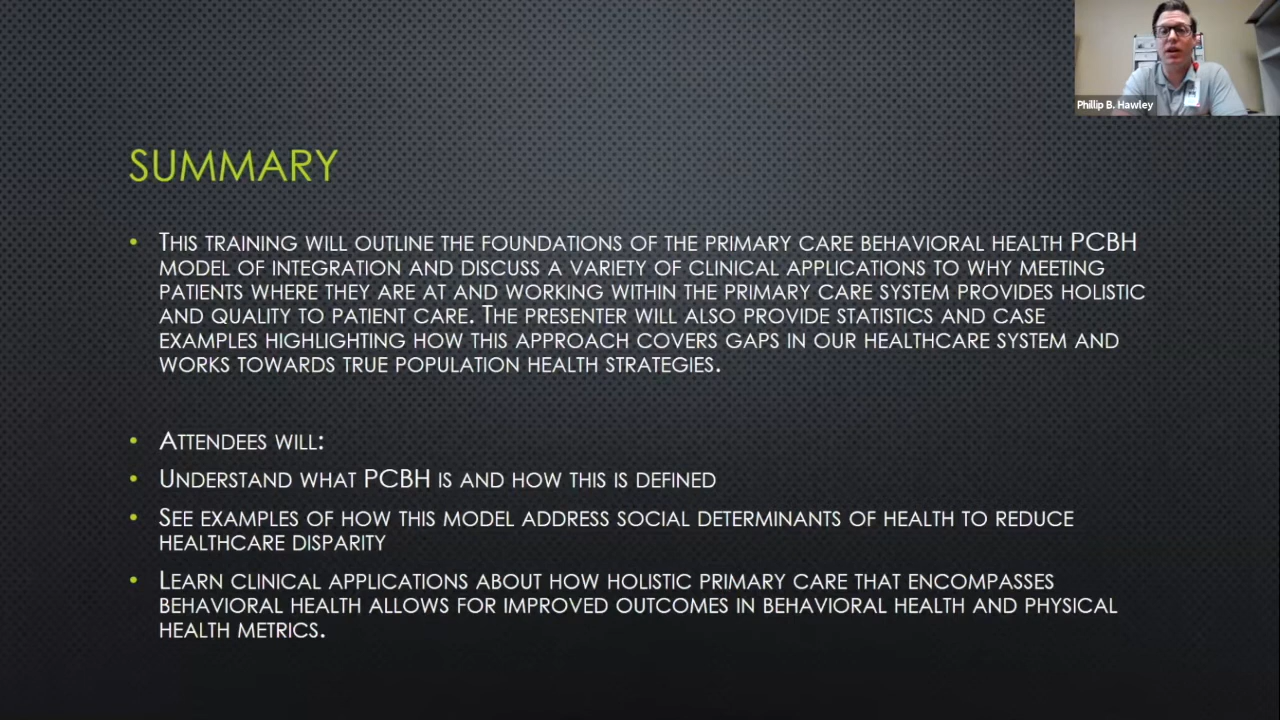 Phillip B. Hawley
SUMMARY
• THIS TRAINING WILL OUTLINE THE FOUNDATIONS OF THE PRIMARY CARE BEHAVIORAL HEALTH PCBH
MODEL OF INTEGRATION AND DISCUSS A VARIETY OF CLINICAL APPLICATIONS TO WHY MEETING
PATIENTS WHERE THEY ARE AT AND WORKING WITHIN THE PRIMARY CARE SYSTEM PROVIDES HOLISTIC
AND QUALITY TO PATIENT CARE. THE PRESENTER WILL ALSO PROVIDE STATISTICS AND CASE
EXAMPLES HIGHLIGHTING HOW THIS APPROACH COVERS GAPS IN OUR HEALTHCARE SYSTEM AND
WORKS TOWARDS TRUE POPULATION HEALTH STRATEGIES.
• ATTENDEES WILL:
• UNDERSTAND WHAT PCBH IS AND HOW THIS IS DEFINED
• SEE EXAMPLES OF HOW THIS MODEL ADDRESS SOCIAL DETERMINANTS OF HEALTH TO REDUCE
HEALTHCARE DISPARITY
• LEARN CLINICAL APPLICATIONS ABOUT HOW HOLISTIC PRIMARY CARE THAT ENCOMPASSES
BEHAVIORAL HEALTH ALLOWS FOR IMPROVED OUTCOMES IN BEHAVIORAL HEALTH AND PHYSICAL
HEALTH METRICS.